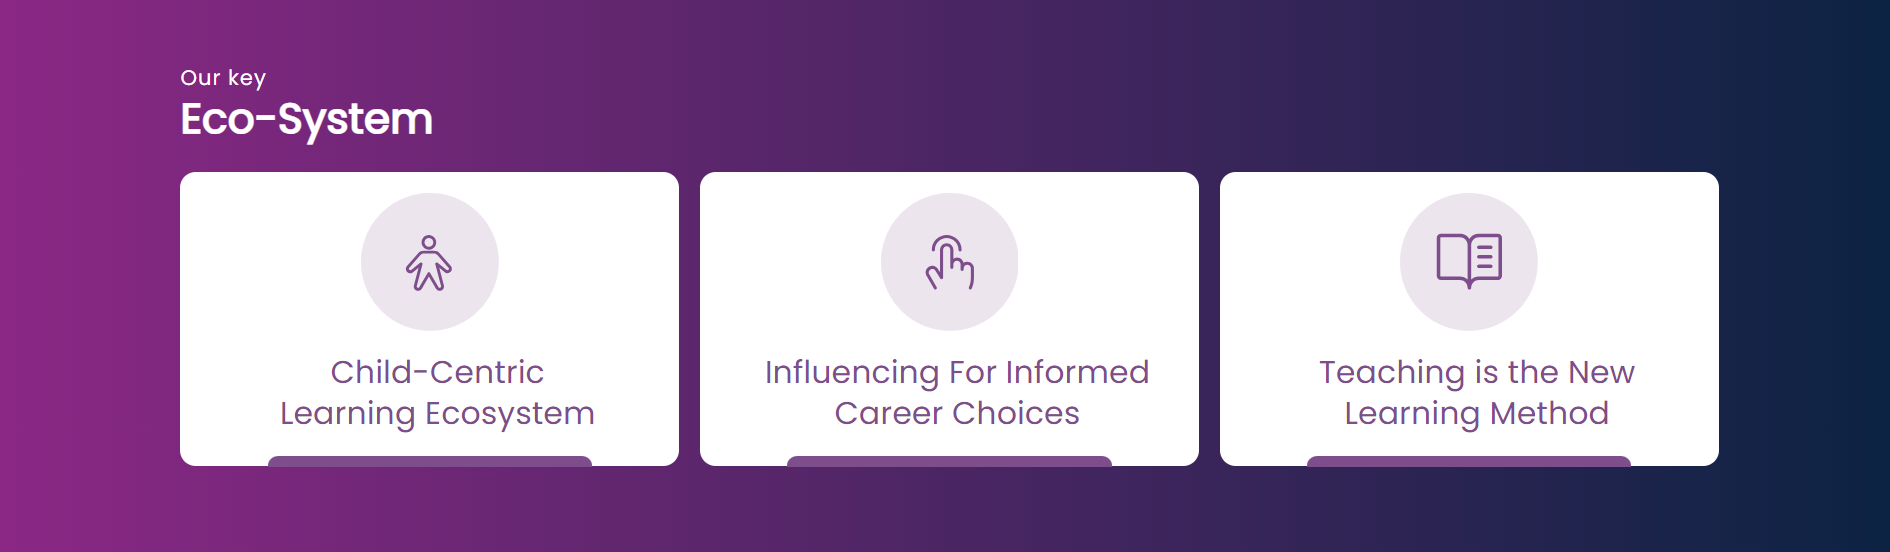 Our key
Eco-System
Child-Centric
Learning Ecosystem
Influencing For Informed
Career Choices
Teaching is the New
Learning Method